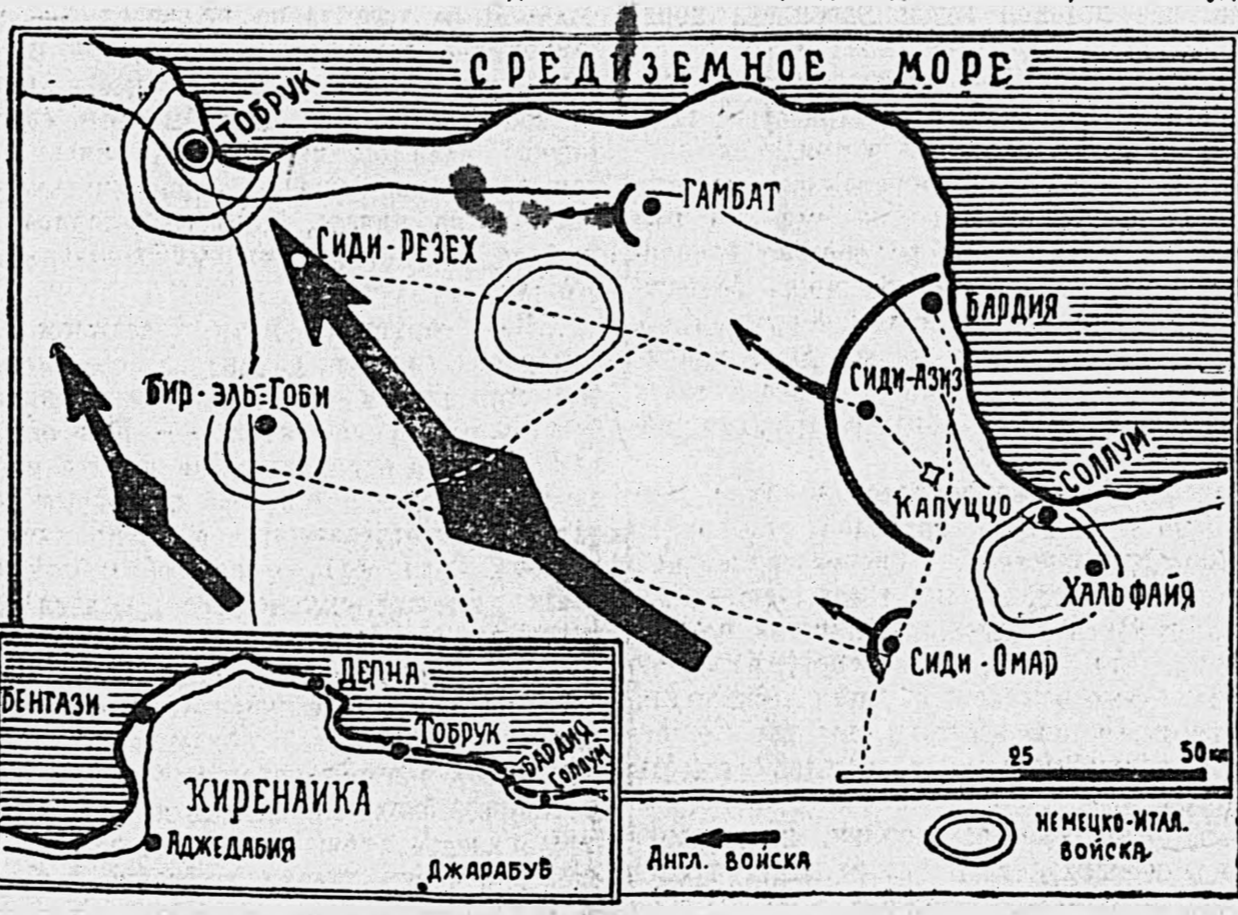 СРЕДИЗЕМНОЕ МОРЕ
ТОБРУК
ГАМБАТ
СИДИ-РЕЗЕХ
БАРДИЯ
СИДИ-АЗИЗ
БИР-ЭЛЬ-ГОБИ
СОЛЛУМ
КАПУЦЦО
ХАЛЬФАЙЯ
СИДИ-ОМАР
25 50 км
ДЕРНА
БЕНГАЗИ
ТОБРУК
БАРДИЯ
СОЛЛУМ
КИРЕНАИКА
АДЖЕДАБИЯ
ДЖАРАБУБ
АНГЛ. ВОЙСКА
НЕМЕЦКО-ИТАЛ.
ВОЙСКА.